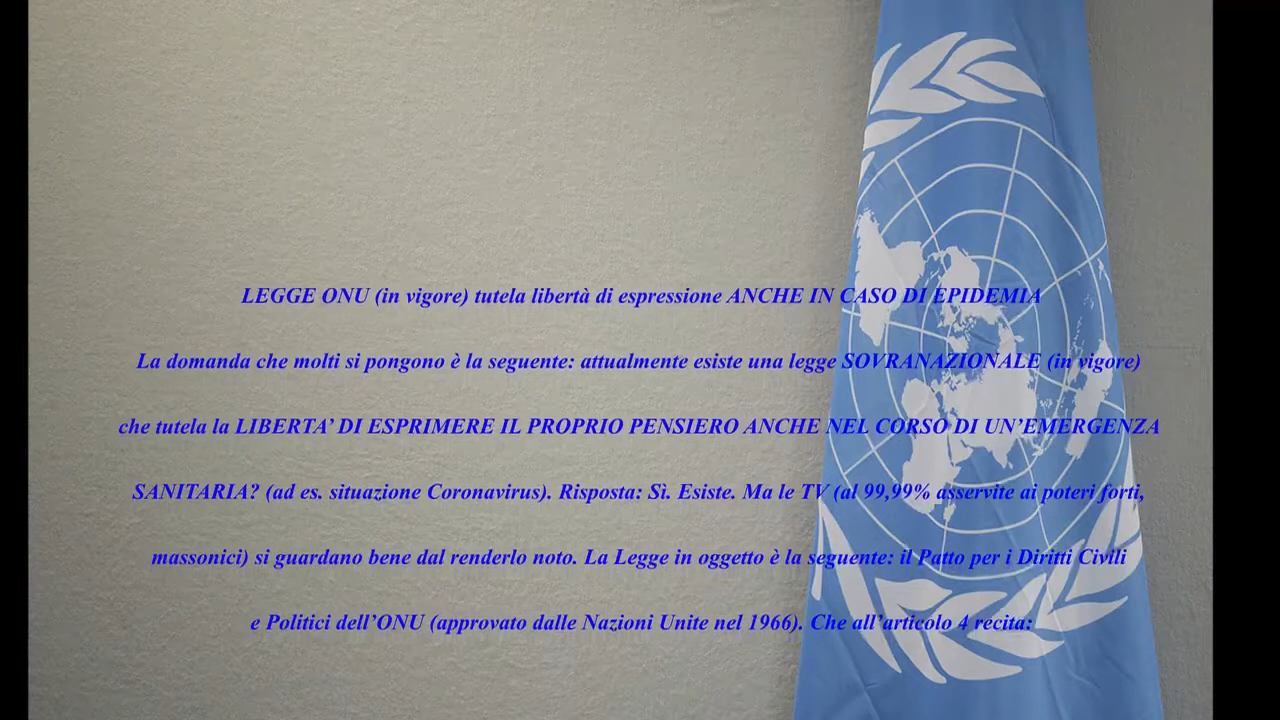 LEGGE ONU (in vigore) tutela libertà di espressione ANCHE IN CASO DI EPIDEMIA
La domanda che molti si pongono è la seguente: attualmente esiste una legge SOVRANAZIONALE (in vigore)
che tutela la LIBERTA’ DI ESPRIMERE IL PROPRIO PENSIERO ANCHE NEL CORSO DI UN’EMERGENZA
SANITARIA? (ad es. situazione Coronavirus). Risposta: Sì. Esiste. Ma le TV (al 99,99% asservite ai poteri forti,
massonici) si guardano bene dal renderlo noto. La Legge in oggetto è la seguente: il Patto per i Diritti Civili
e Politici dell’ONU (approvato dalle Nazioni Unite nel 1966). Che all’articolo 4 recita: